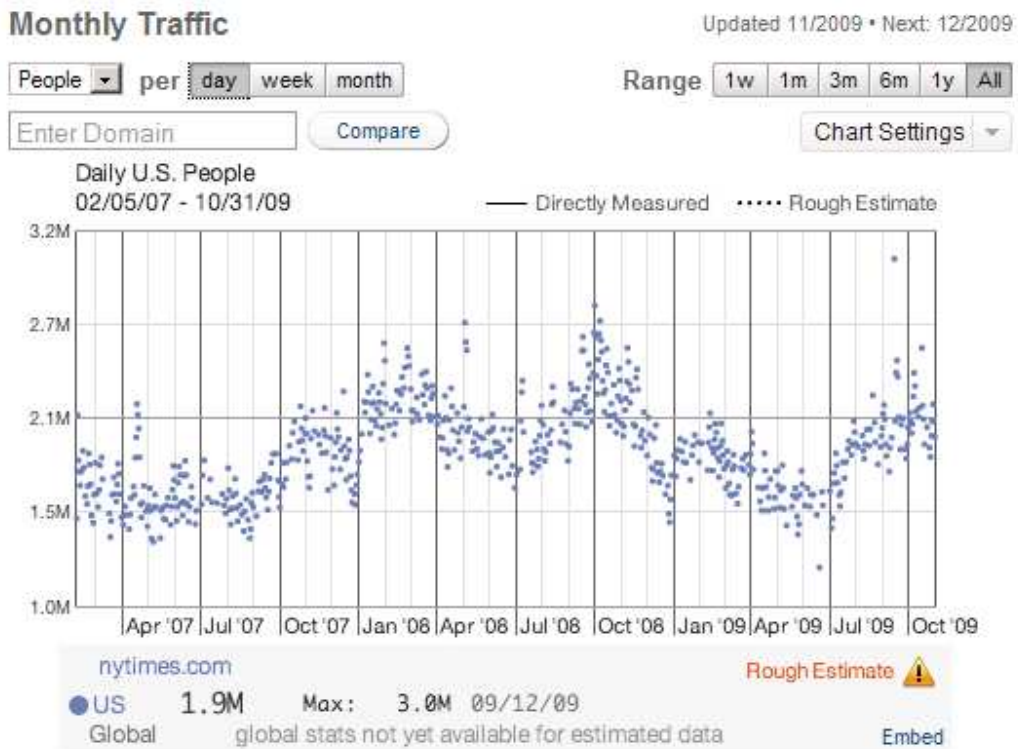 Monthly Traffic
Updated 11/2009 • Next: 12/2009
People per day week month
Range 1w 1m 3m 6m 1y All
Enter Domain Compare
Chart Settings
Daily U.S. People
02/05/07 - 10/31/09
Directly Measured Rough Estimate
3.2M
2.7M
2.1M
1.5M
1.0M
Apr '07 Jul '07 Oct '07 Jan '08 Apr '08 Jul '08 Oct '08 Jan '09 Apr '09 Jul '09 Oct '09
nytimes.com
Rough Estimate
US 1.9M Max: 3.0M 09/12/09
Global global stats not yet available for estimated data
Embed